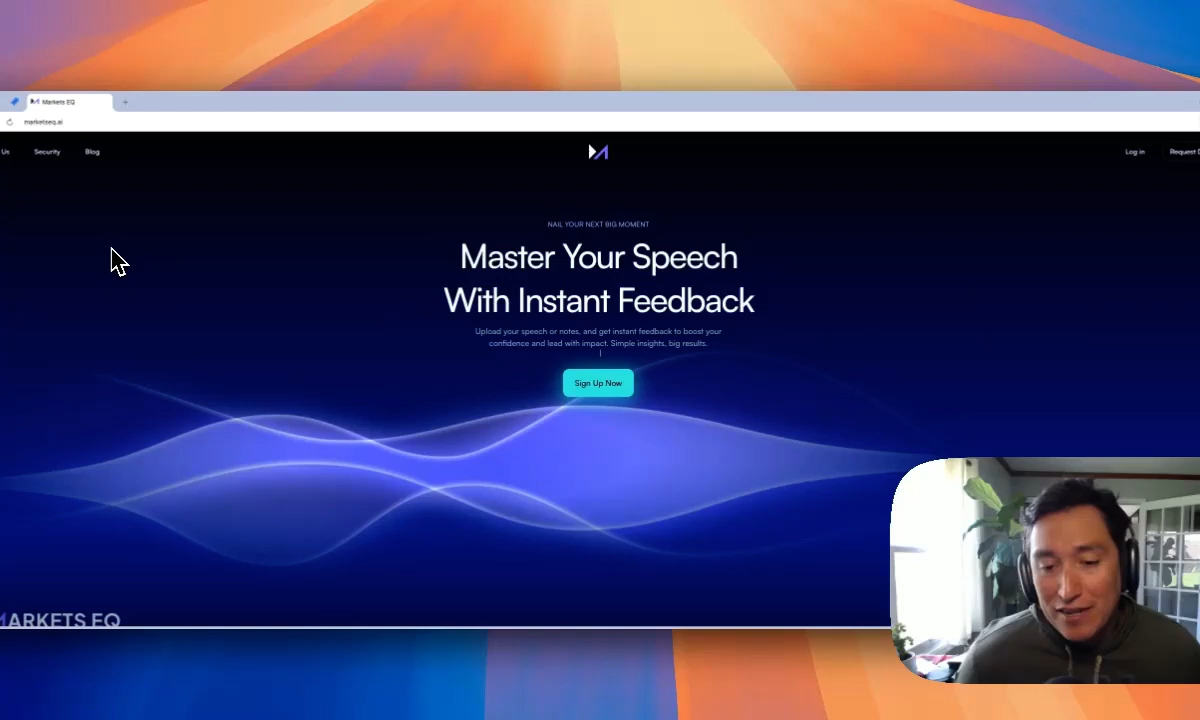 Markets EQ
marketseq.ai
Us Security Blog Log in Request D
NAIL YOUR NEXT BIG MOMENT
Master Your Speech
With Instant Feedback
Upload your speech or notes, and get instant feedback to boost your
confidence and lead with impact. Simple insights, big results.
Sign Up Now
MARKETS EQ